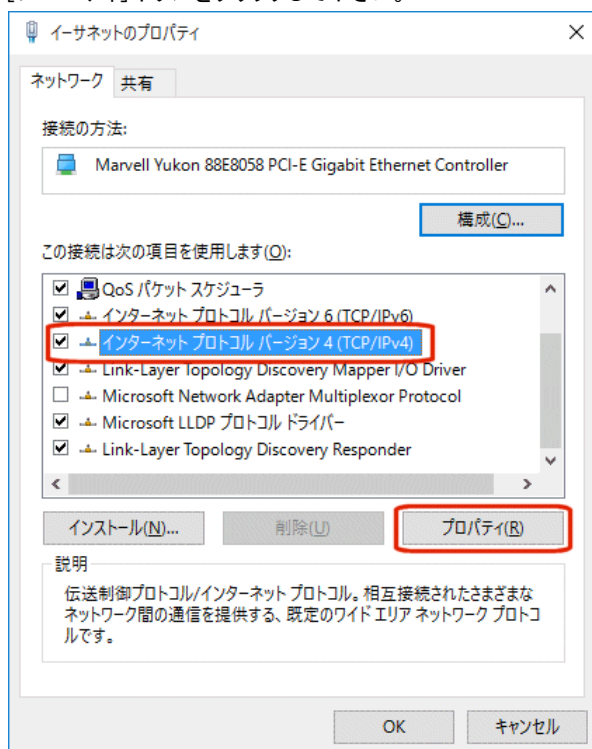 イーサネットのプロパティ
ネットワーク 共有
接続の方法:
Marvell Yukon 88E8058 PCI-E Gigabit Ethernet Controller
構成(C)...
この接続は次の項目を使用します(O):
QoS パケット スケジューラ
インターネット プロトコル バージョン 6 (TCP/IPv6)
インターネット プロトコル バージョン 4 (TCP/IPv4)
Link-Layer Topology Discovery Mapper I/O Driver
Microsoft Network Adapter Multiplexor Protocol
Microsoft LLDP プロトコル ドライバー
Link-Layer Topology Discovery Responder
インストール(N)... 削除(U) プロパティ(R)
説明
伝送制御プロトコル/インターネット プロトコル。相互接続されたさまざまな
ネットワーク間の通信を提供する、既定のワイド エリア ネットワーク プロトコ
ルです。
OK キャンセル